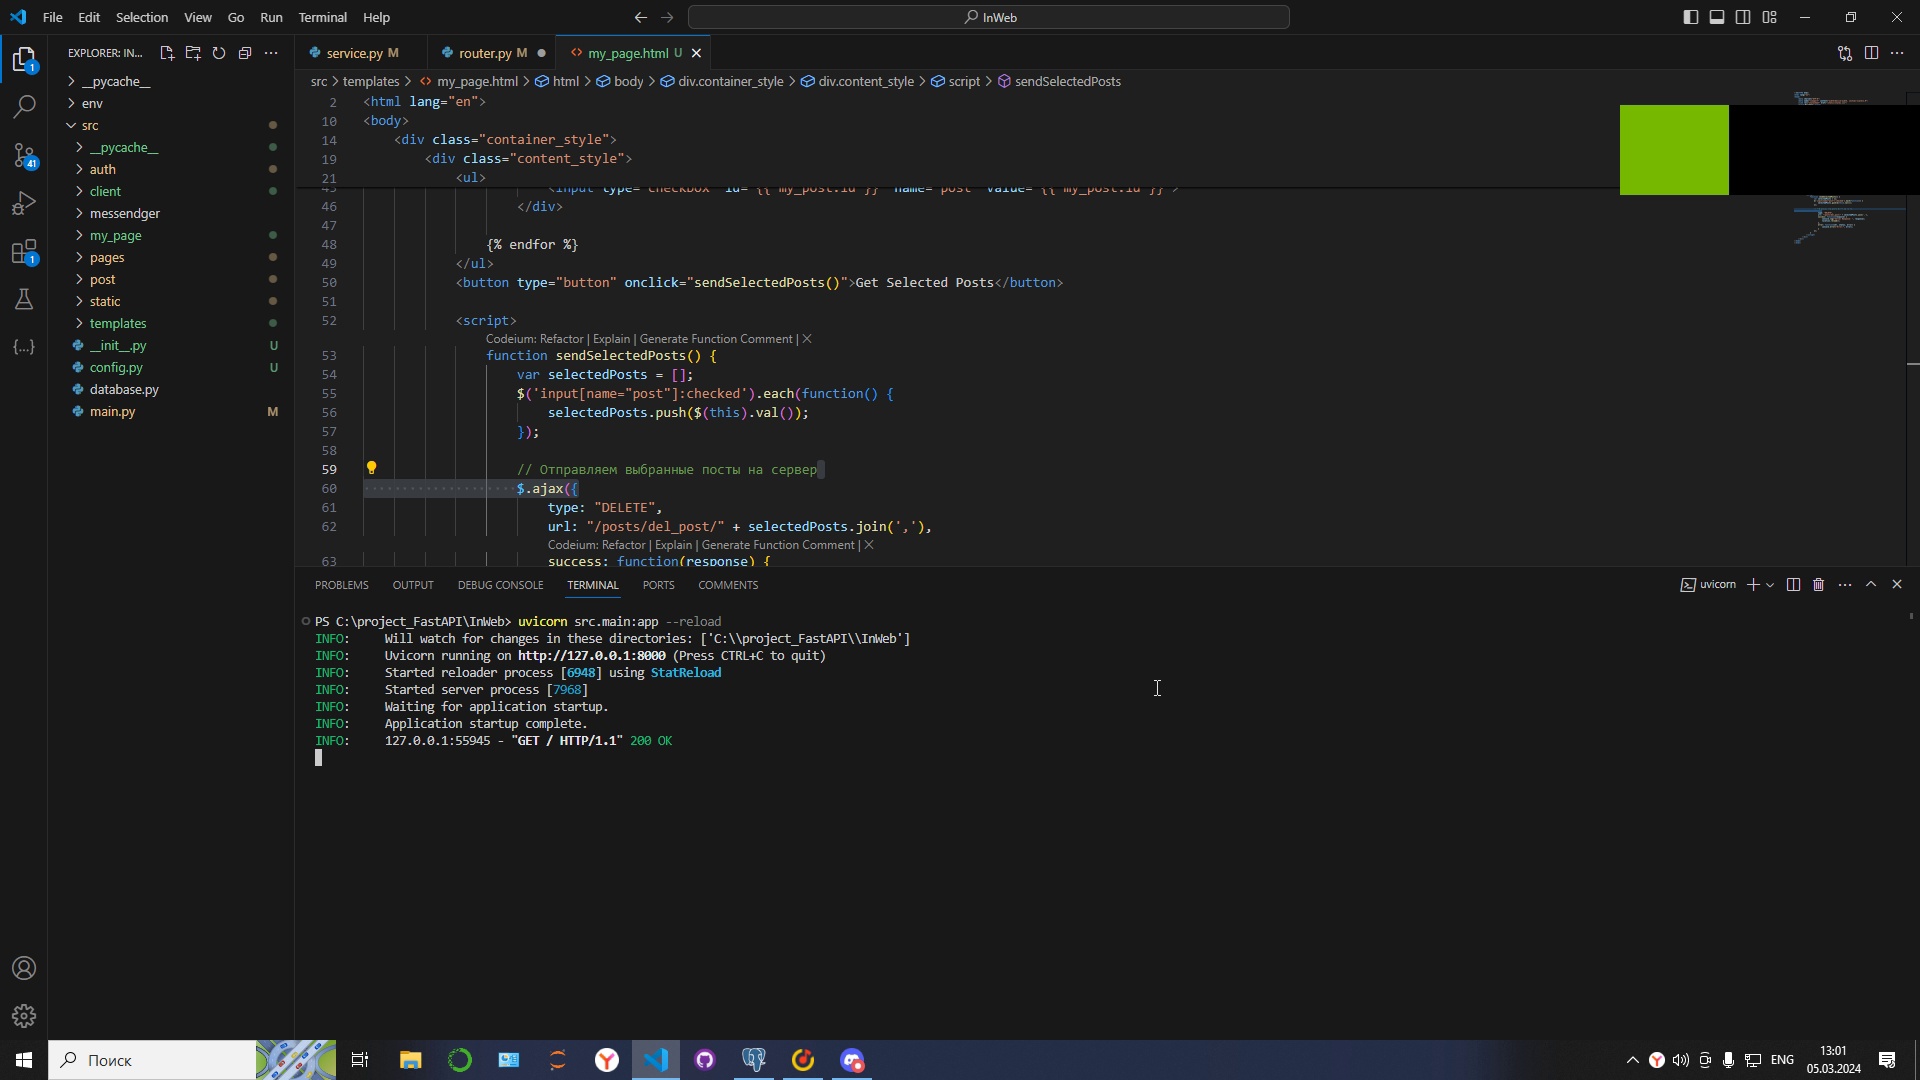 File Edit Selection View Go Run Terminal Help
InWeb
EXPLORER: IN...
service.py M
router.py M
my_page.html U
src > templates > my_page.html > html > body > div.container_style > div.content_style > script > sendSelectedPosts
__pycache__
env
src
__pycache__
auth
client
messendger
my_page
pages
post
static
templates
__init__.py U
config.py U
database.py
main.py M
1
41
1
2 <html lang="en">
10 <body>
14 <div class="container_style">
19 <div class="content_style">
21 <ul>
46 </div>
47
48 {% endfor %}
49 </ul>
50 <button type="button" onclick="sendSelectedPosts()">Get Selected Posts</button>
51
52 <script>
Codeium: Refactor | Explain | Generate Function Comment | X
53 function sendSelectedPosts() {
54 var selectedPosts = [];
55 $('input[name="post"]:checked').each(function() {
56 selectedPosts.push($(this).val());
57 });
58
59 // Отправляем выбранные посты на сервер
60 $.ajax({
61 type: "DELETE",
62 url: "/posts/del_post/" + selectedPosts.join(','),
Codeium: Refactor | Explain | Generate Function Comment | X
63 success: function(response) {
PROBLEMS OUTPUT DEBUG CONSOLE TERMINAL PORTS COMMENTS
uvicorn
PS C:\project_FastAPI\InWeb> uvicorn src.main:app --reload
INFO: Will watch for changes in these directories: ['C:\\project_FastAPI\\InWeb']
INFO: Uvicorn running on http://127.0.0.1:8000 (Press CTRL+C to quit)
INFO: Started reloader process [6948] using StatReload
INFO: Started server process [7968]
INFO: Waiting for application startup.
INFO: Application startup complete.
INFO: 127.0.0.1:55945 - "GET / HTTP/1.1" 200 OK
Поиск
ENG
13:01
05.03.2024